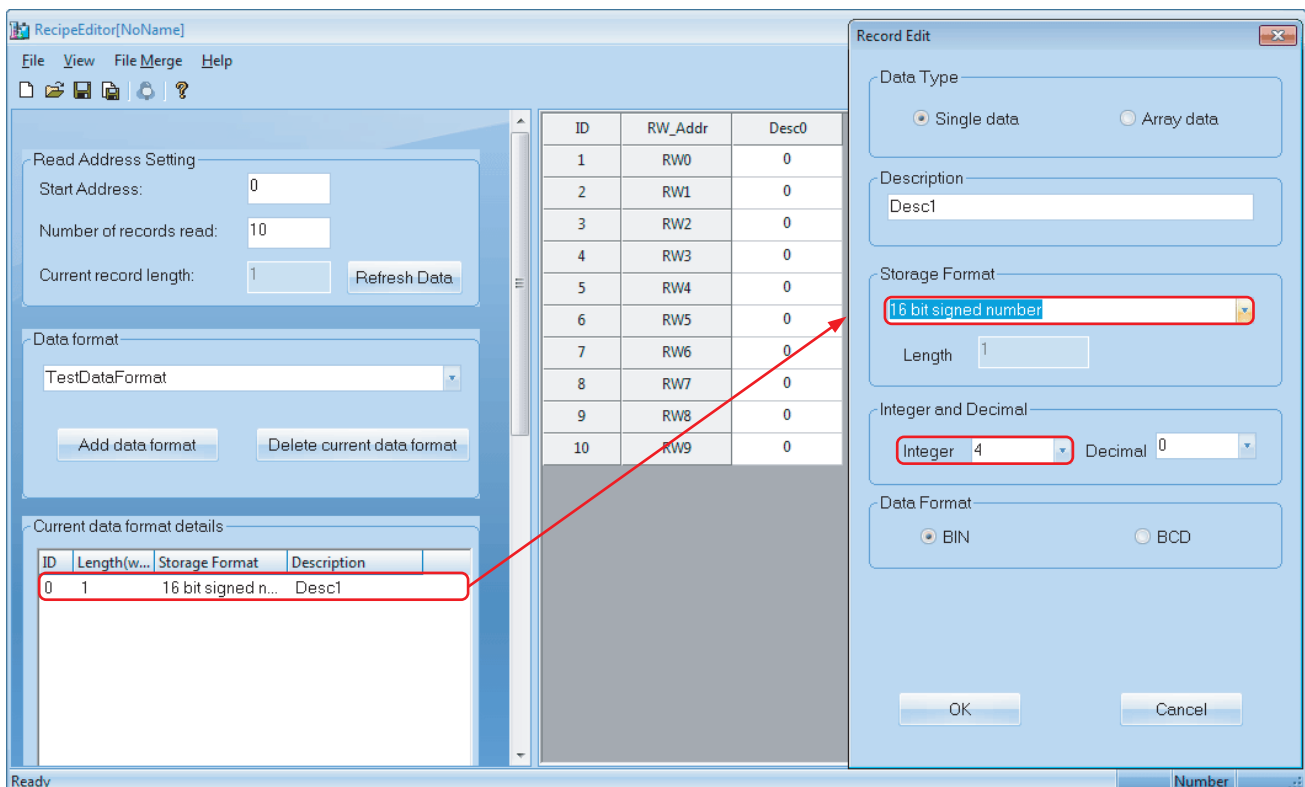 RecipeEditor[NoName]
File View File Merge Help
Read Address Setting
Start Address: 0
Number of records read: 10
Current record length: 1 Refresh Data
Data format
TestDataFormat
Add data format Delete current data format
Current data format details
ID Length(w... Storage Format Description
0 1 16 bit signed n... Desc1
ID RW_Addr Desc0
1 RW0 0
2 RW1 0
3 RW2 0
4 RW3 0
5 RW4 0
6 RW5 0
7 RW6 0
8 RW7 0
9 RW8 0
10 RW9 0
Record Edit
Data Type
Single data Array data
Description
Desc1
Storage Format
16 bit signed number
Length 1
Integer and Decimal
Integer 4 Decimal 0
Data Format
BIN BCD
OK Cancel
Ready Number